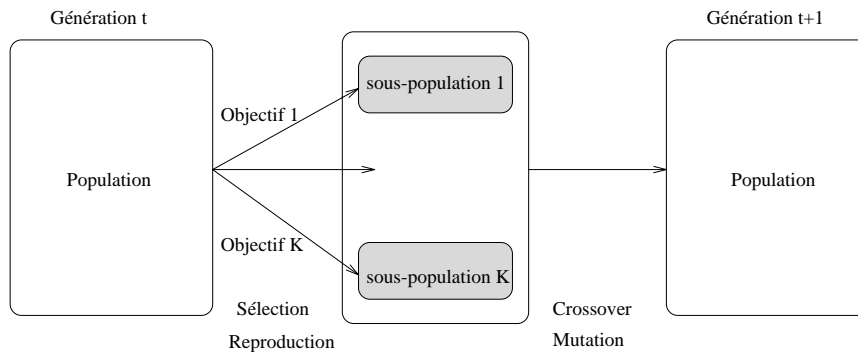 Génération t
Génération t+1
sous-population 1
Objectif 1
Population
Population
Objectif K
sous-population K
Sélection
Reproduction
Crossover
Mutation